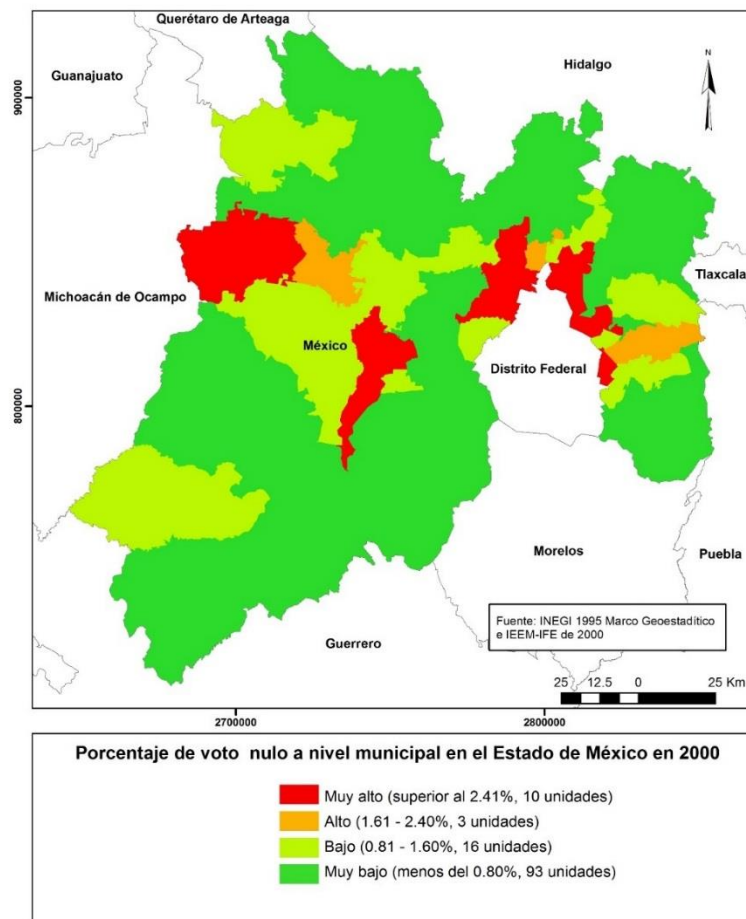 Querétaro de Arteaga
Guanajuato
Hidalgo
N
900000
Tlaxcala
Michoacán de Ocampo
México
Distrito Federal
800000
Morelos
Puebla
Fuente: INEGI 1995 Marco Geoestadítico
e IEEM-IFE de 2000
Guerrero
25 12.5 0 25 Km
2700000 2800000
Porcentaje de voto nulo a nivel municipal en el Estado de México en 2000
Muy alto (superior al 2.41%, 10 unidades)
Alto (1.61 - 2.40%, 3 unidades)
Bajo (0.81 - 1.60%, 16 unidades)
Muy bajo (menos del 0.80%, 93 unidades)